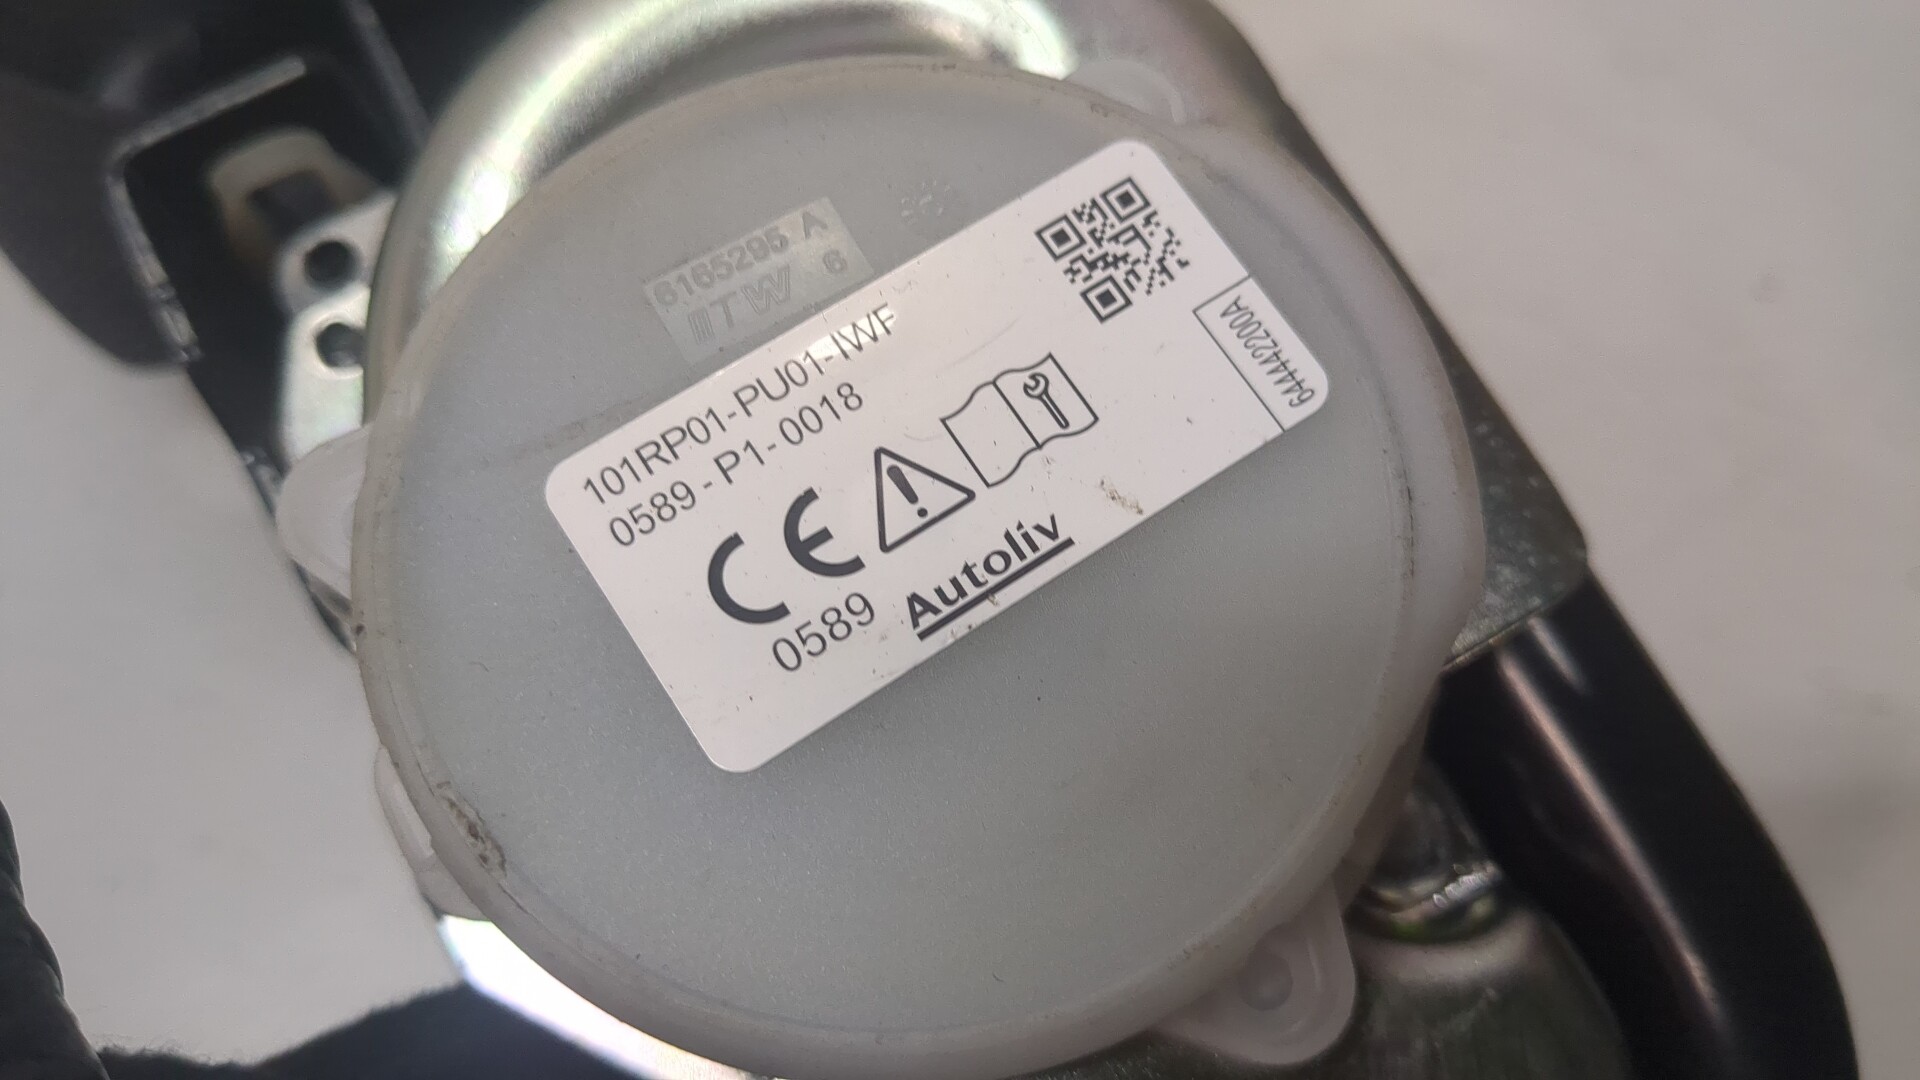 6165295 A
ITW 6
101RP01-PU01-IWF
0589 - P1-0018
CE
0589 Autoliv
644442200A